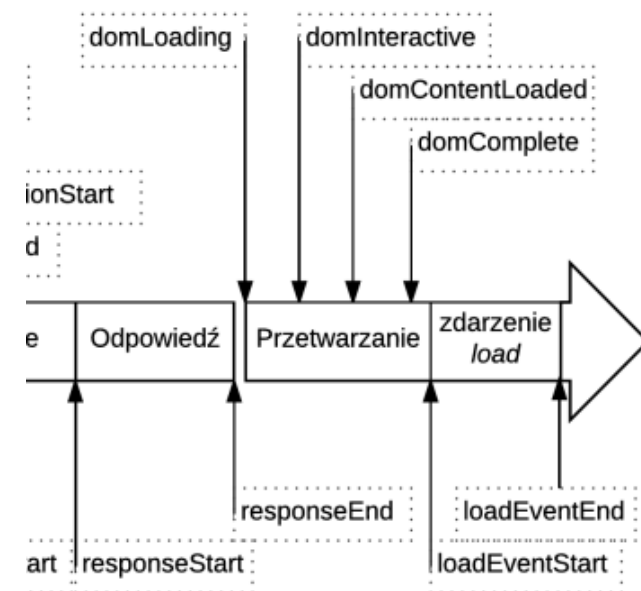 domLoading
domInteractive
domContentLoaded
domComplete
ionStart
d
e
Odpowiedź
Przetwarzanie
zdarzenie
load
responseEnd
loadEventEnd
art
responseStart
loadEventStart